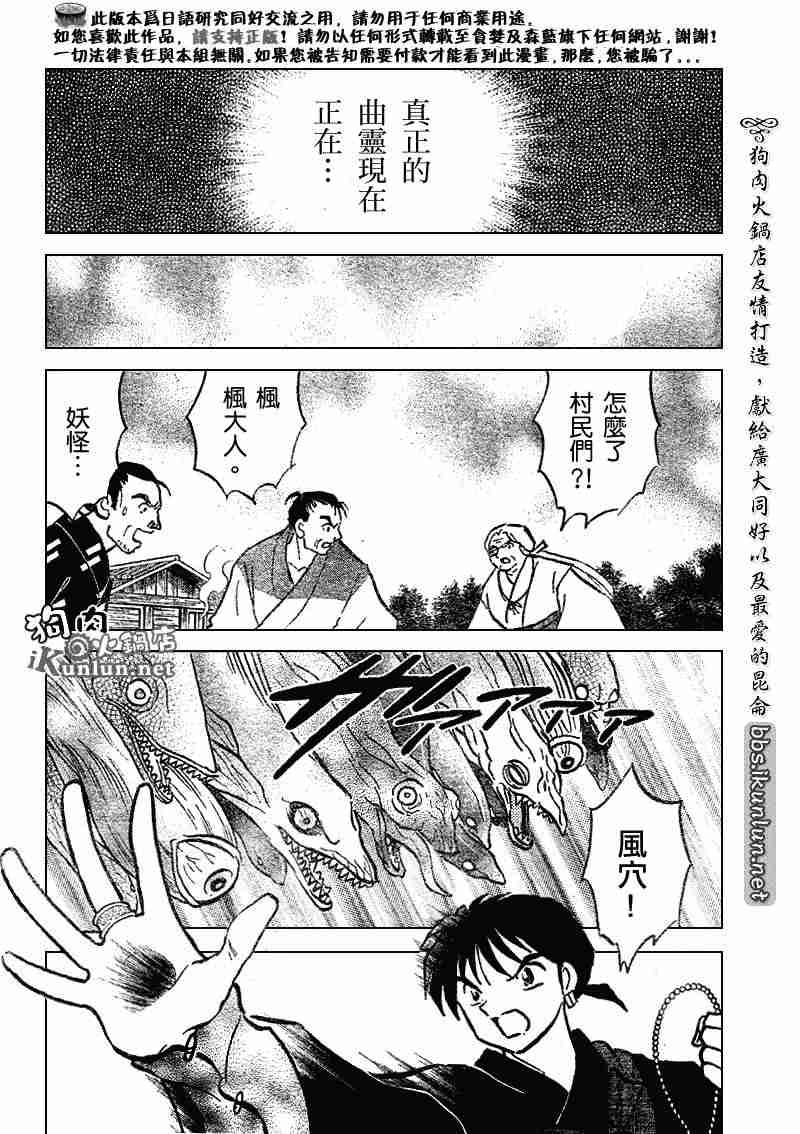 此版本爲日語研究同好交流之用，請勿用于任何商業用途。
如您喜歡此作品，請支持正版！請勿以任何形式轉載至貪婪及森藍旗下任何網站，謝謝！
一切法律責任與本組無關。如果您被告知需要付款才能看到此漫畫，那麼，您被騙了。。。
真正的
曲靈現在
正在…
怎麼了
村民們?!
楓
楓大人。
妖怪…
狗肉
火鍋店
iKunlun.net
グアアアア
風穴！
狗肉火鍋店友情打造，獻給廣大同好以及最愛的昆侖
bbs.ikunlun.net